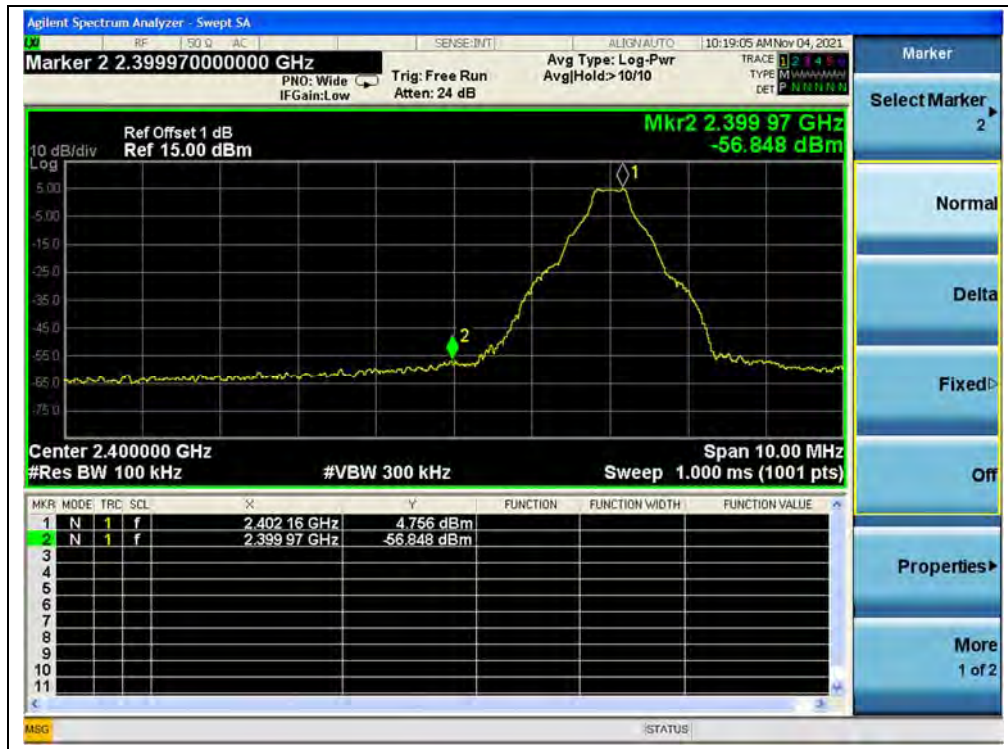 Agilent Spectrum Analyzer - Swept SA
LXI RF 50 Ω AC SENSE:INT ALIGNAUTO 10:19:05 AM Nov 04, 2021
Marker 2 2.399970000000 GHz
PNO: Wide
IFGain:Low
Trig: Free Run
Atten: 24 dB
Avg Type: Log-Pwr
Avg|Hold:> 10/10
TRACE 1 2 3 4 5 6
TYPE M
DET P N N N N N
Ref Offset 1 dB
10 dB/div Ref 15.00 dBm
Log
Mkr2 2.399 97 GHz
-56.848 dBm
1
5.00
-5.00
-15.0
-25.0
-35.0
-45.0
2
-55.0
-65.0
-75.0
Center 2.400000 GHz Span 10.00 MHz
#Res BW 100 kHz #VBW 300 kHz Sweep 1.000 ms (1001 pts)
MKR MODE TRC SCL X Y FUNCTION FUNCTION WIDTH FUNCTION VALUE
1 N 1 f 2.402 16 GHz 4.756 dBm
2 N 1 f 2.399 97 GHz -56.848 dBm
3
4
5
6
7
8
9
10
11
MSG STATUS
Marker
Select Marker
2
Normal
Delta
Fixed
Off
Properties
More
1 of 2